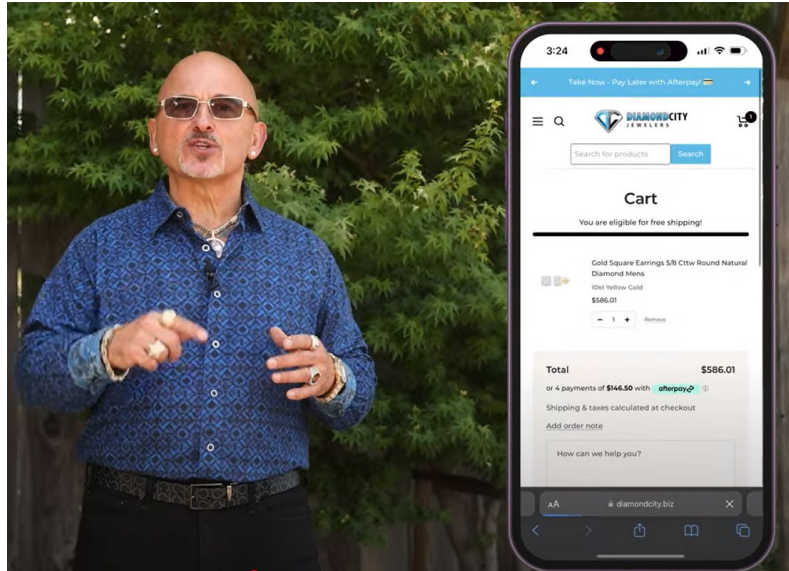 3:24
Take Now - Pay Later with Afterpay!
DIAMONDCITY
JEWELERS
1
Search for products Search
Cart
You are eligible for free shipping!
Gold Square Earrings 5/8 Cttw Round Natural
Diamond Mens
10kt Yellow Gold
$586.01
− 1 + Remove
Total $586.01
or 4 payments of $146.50 with afterpay
Shipping & taxes calculated at checkout
Add order note
How can we help you?
AA diamondcity.biz